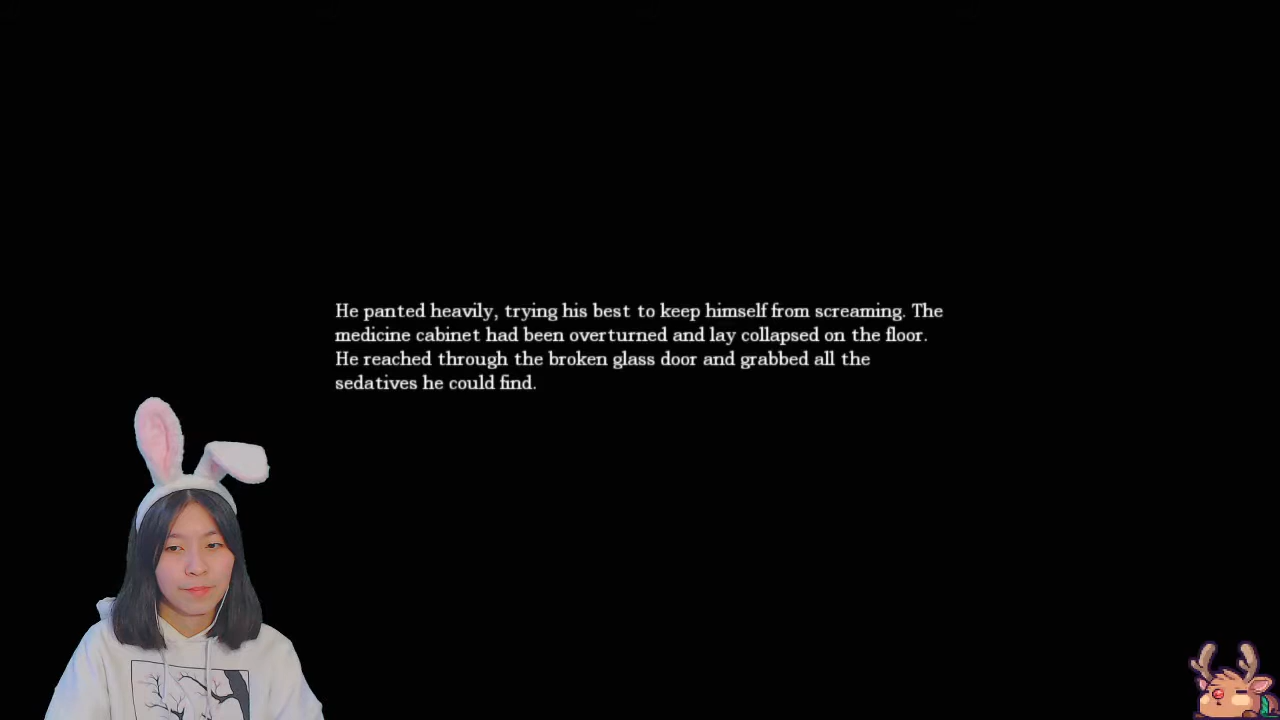 He panted heavily, trying his best to keep himself from screaming. The
medicine cabinet had been overturned and lay collapsed on the floor.
He reached through the broken glass door and grabbed all the
sedatives he could find.